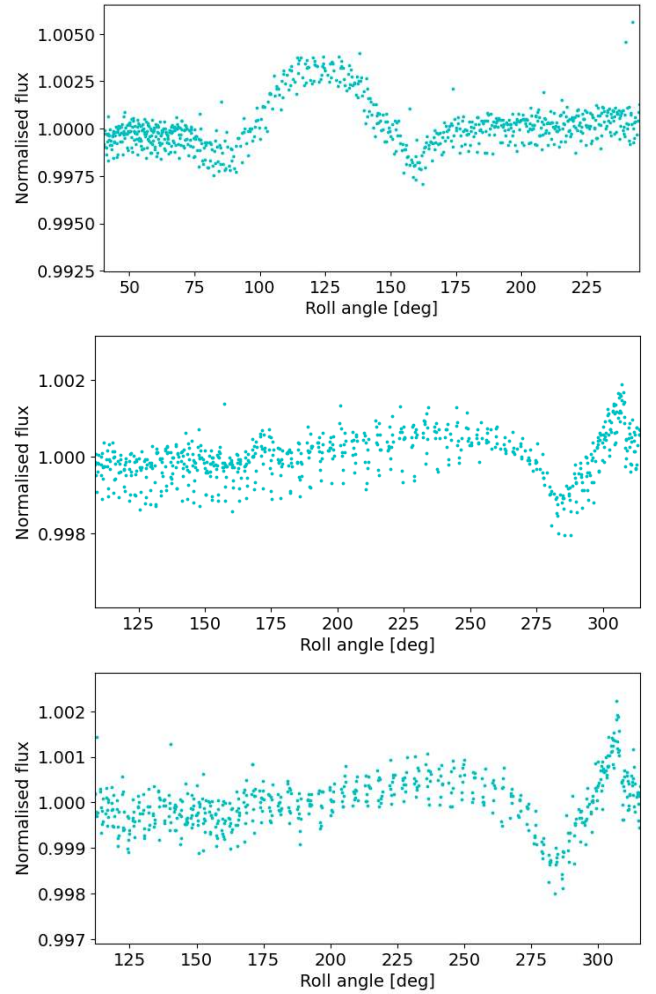 1.0050
1.0025
1.0000
0.9975
0.9950
0.9925
Normalised flux
50 75 100 125 150 175 200 225
Roll angle [deg]
1.002
1.000
0.998
Normalised flux
125 150 175 200 225 250 275 300
Roll angle [deg]
1.002
1.001
1.000
0.999
0.998
0.997
Normalised flux
125 150 175 200 225 250 275 300
Roll angle [deg]